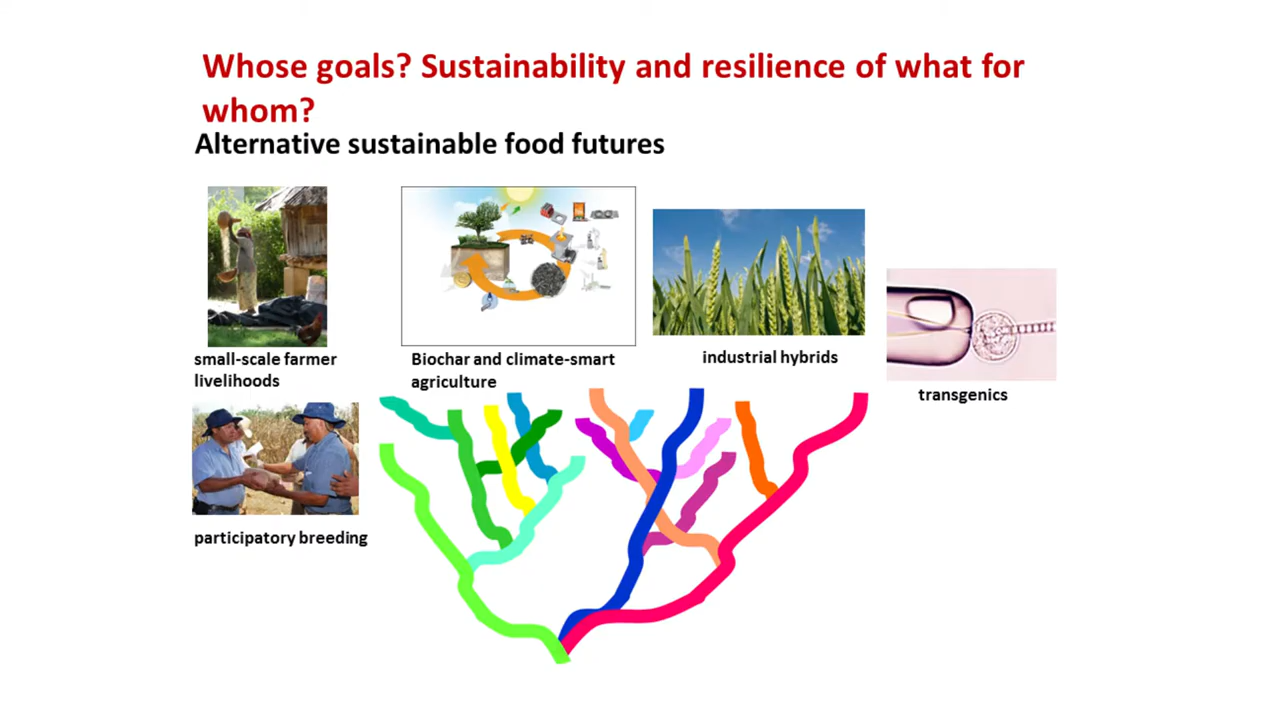 Whose goals? Sustainability and resilience of what for
whom?
Alternative sustainable food futures
small-scale farmer
livelihoods
Biochar and climate-smart
agriculture
industrial hybrids
transgenics
participatory breeding